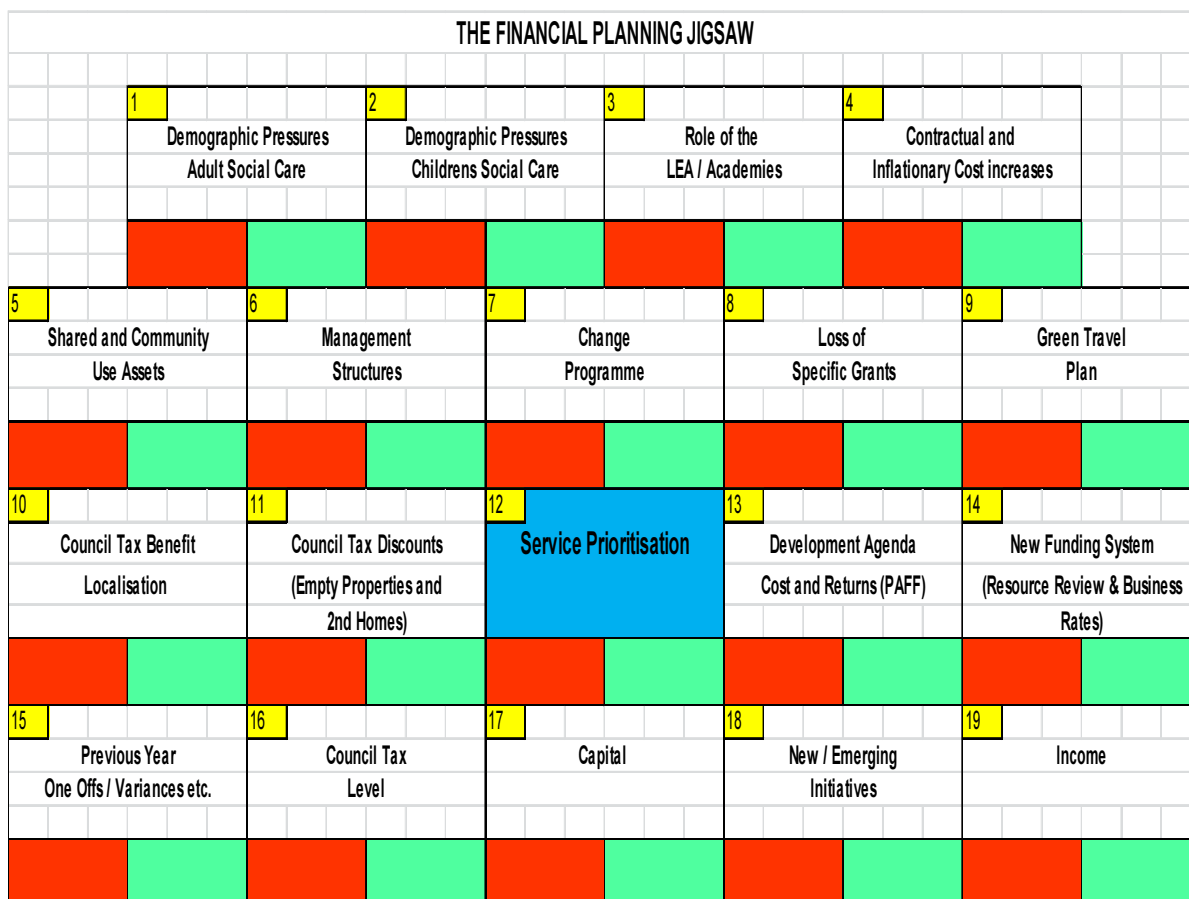 THE FINANCIAL PLANNING JIGSAW
1
Demographic Pressures
Adult Social Care
2
Demographic Pressures
Childrens Social Care
3
Role of the
LEA / Academies
4
Contractual and
Inflationary Cost increases
5
Shared and Community
Use Assets
6
Management
Structures
7
Change
Programme
8
Loss of
Specific Grants
9
Green Travel
Plan
10
Council Tax Benefit
Localisation
11
Council Tax Discounts
(Empty Properties and
2nd Homes)
12
Service Prioritisation
13
Development Agenda
Cost and Returns (PAFF)
14
New Funding System
(Resource Review & Business
Rates)
15
Previous Year
One Offs / Variances etc.
16
Council Tax
Level
17
Capital
18
New / Emerging
Initiatives
19
Income